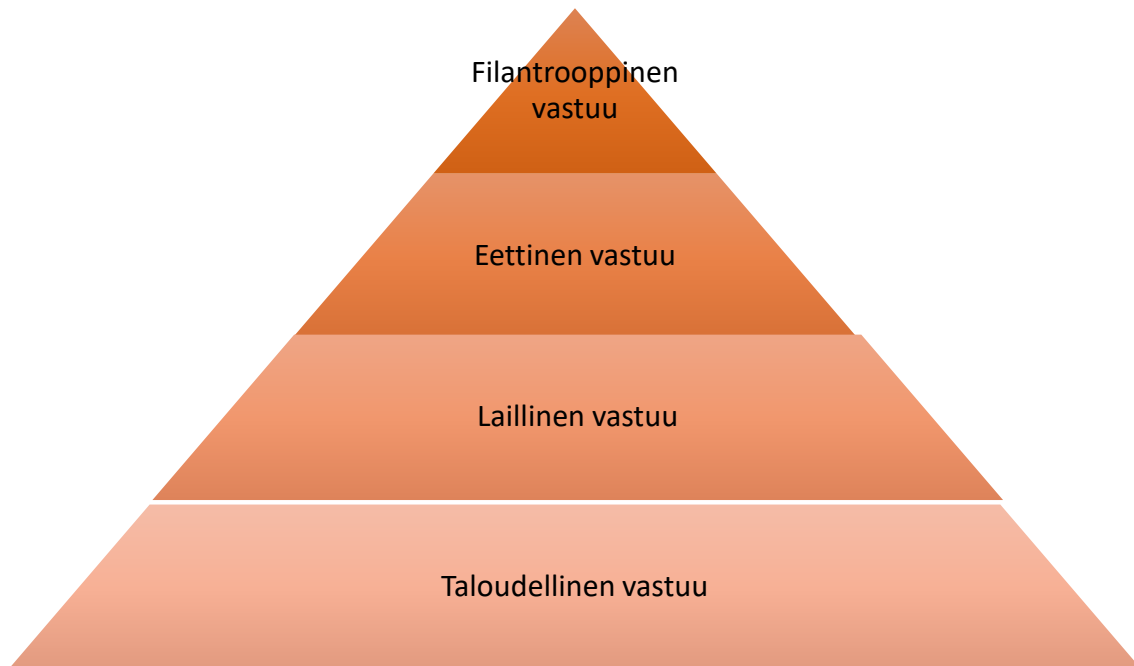 Filantrooppinen
vastuu
Eettinen vastuu
Laillinen vastuu
Taloudellinen vastuu